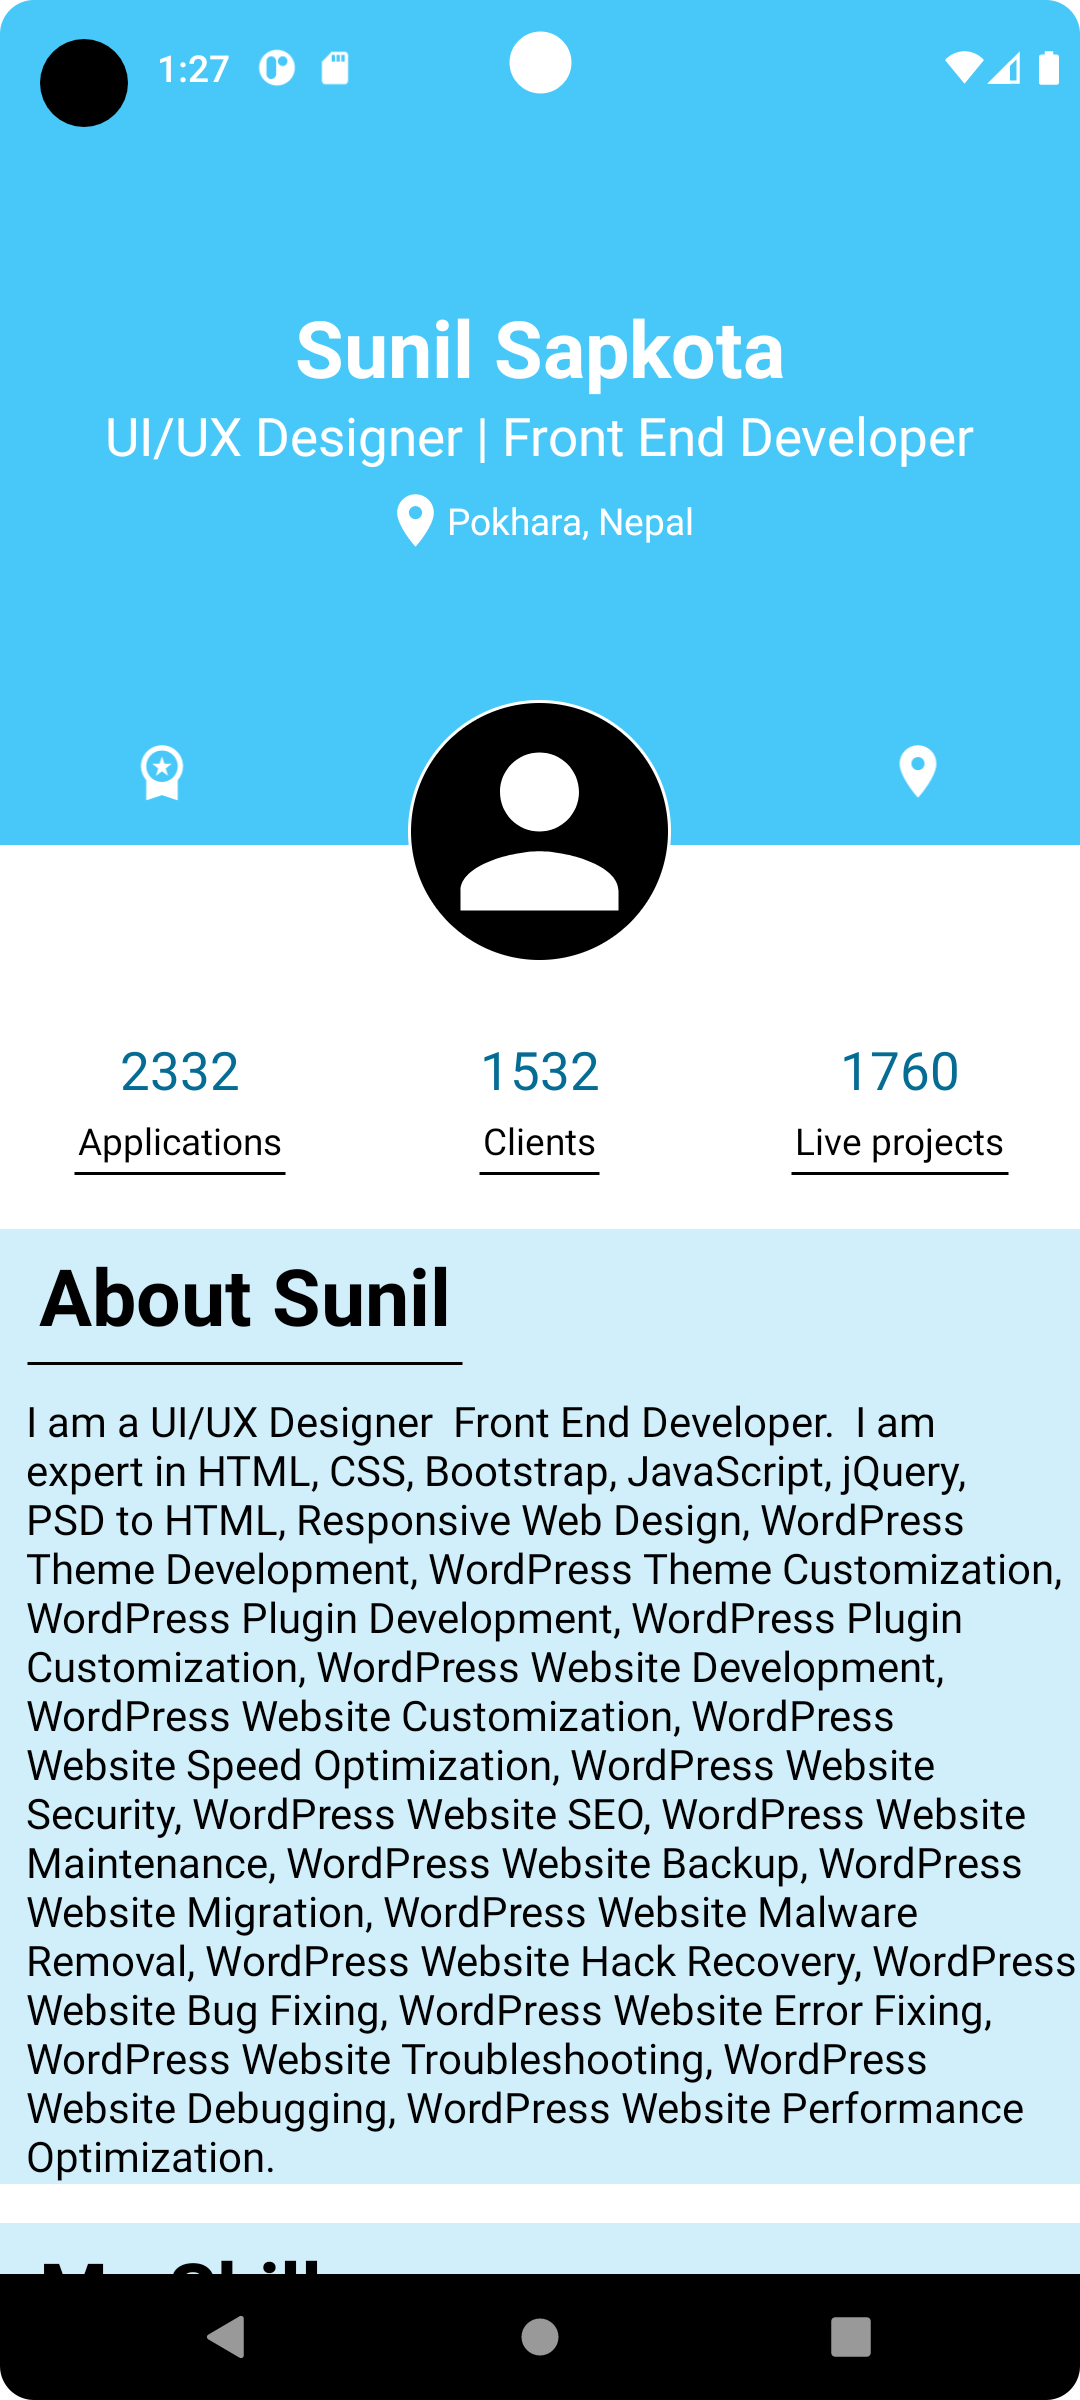 1:27
Sunil Sapkota
UI/UX Designer | Front End Developer
Pokhara, Nepal
2332 1532 1760
Applications Clients Live projects
About Sunil
I am a UI/UX Designer  Front End Developer.  I am
expert in HTML, CSS, Bootstrap, JavaScript, jQuery,
PSD to HTML, Responsive Web Design, WordPress
Theme Development, WordPress Theme Customization,
WordPress Plugin Development, WordPress Plugin
Customization, WordPress Website Development,
WordPress Website Customization, WordPress
Website Speed Optimization, WordPress Website
Security, WordPress Website SEO, WordPress Website
Maintenance, WordPress Website Backup, WordPress
Website Migration, WordPress Website Malware
Removal, WordPress Website Hack Recovery, WordPress
Website Bug Fixing, WordPress Website Error Fixing,
WordPress Website Troubleshooting, WordPress
Website Debugging, WordPress Website Performance
Optimization.